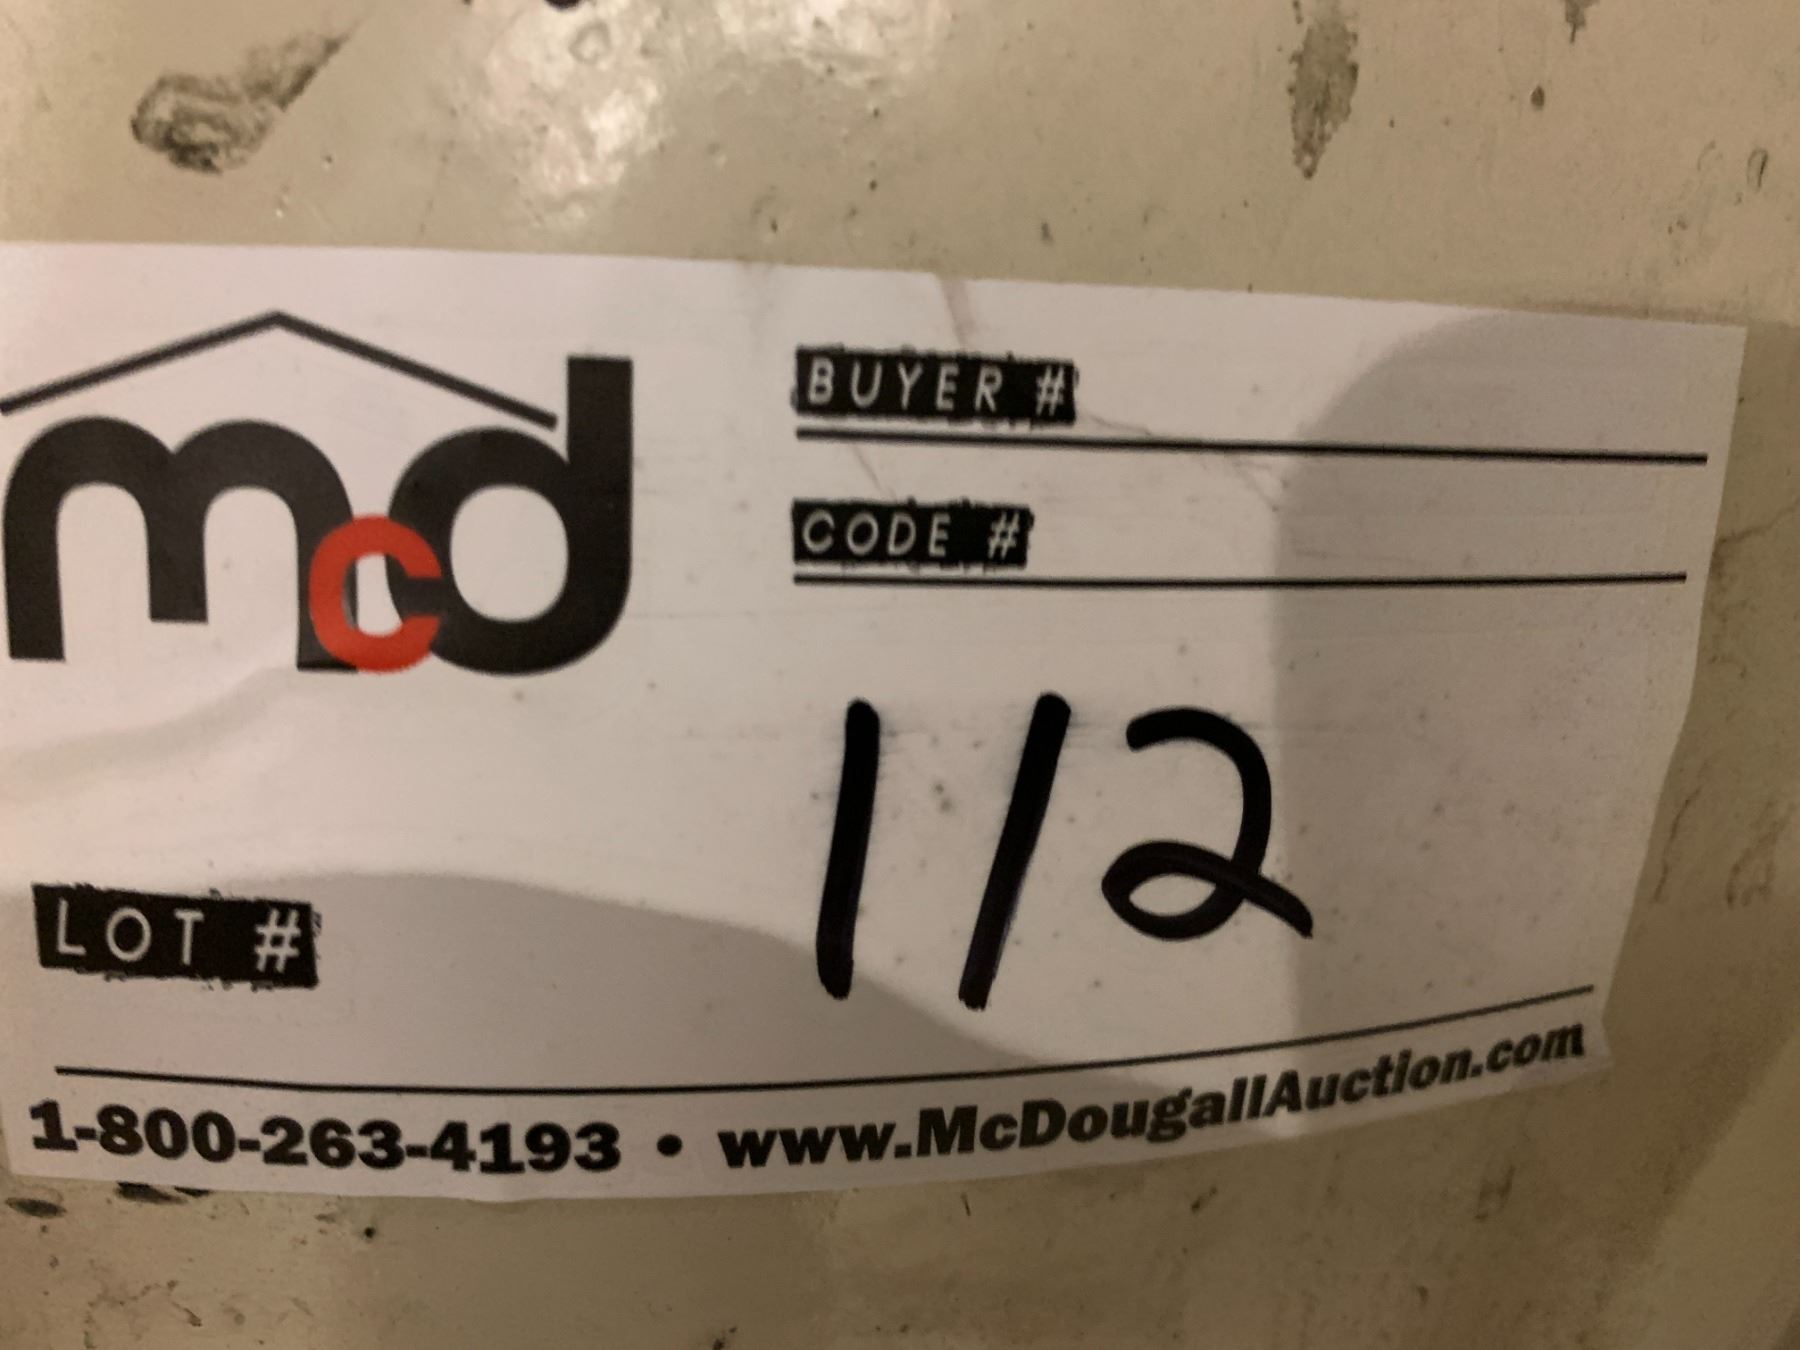 mcd
BUYER #
CODE #
LOT # 112
1-800-263-4193 • www.McDougallAuction.com